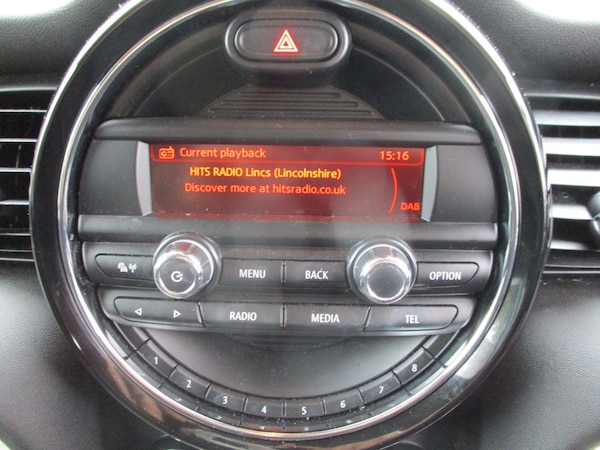 Current playback 15:16
HITS RADIO Lincs (Lincolnshire)
Discover more at hitsradio.co.uk
DAB
MENU BACK OPTION
RADIO MEDIA TEL
1 2 3 4 5 6 7 8